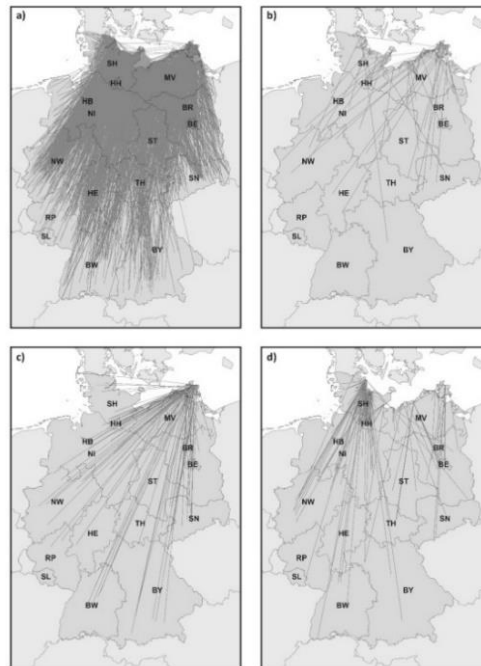 a)
SH
HH
MV
HB
NI
BR
BE
ST
NW
HE
TH
SN
RP
SL
BW
BY
b)
SH
HH
MV
HB
NI
BR
BE
ST
NW
HE
TH
SN
RP
SL
BW
BY
c)
SH
HH
MV
HB
NI
BR
BE
ST
NW
HE
TH
SN
RP
SL
BW
BY
d)
SH
HH
MV
HB
NI
BR
BE
ST
NW
HE
TH
SN
RP
SL
BW
BY